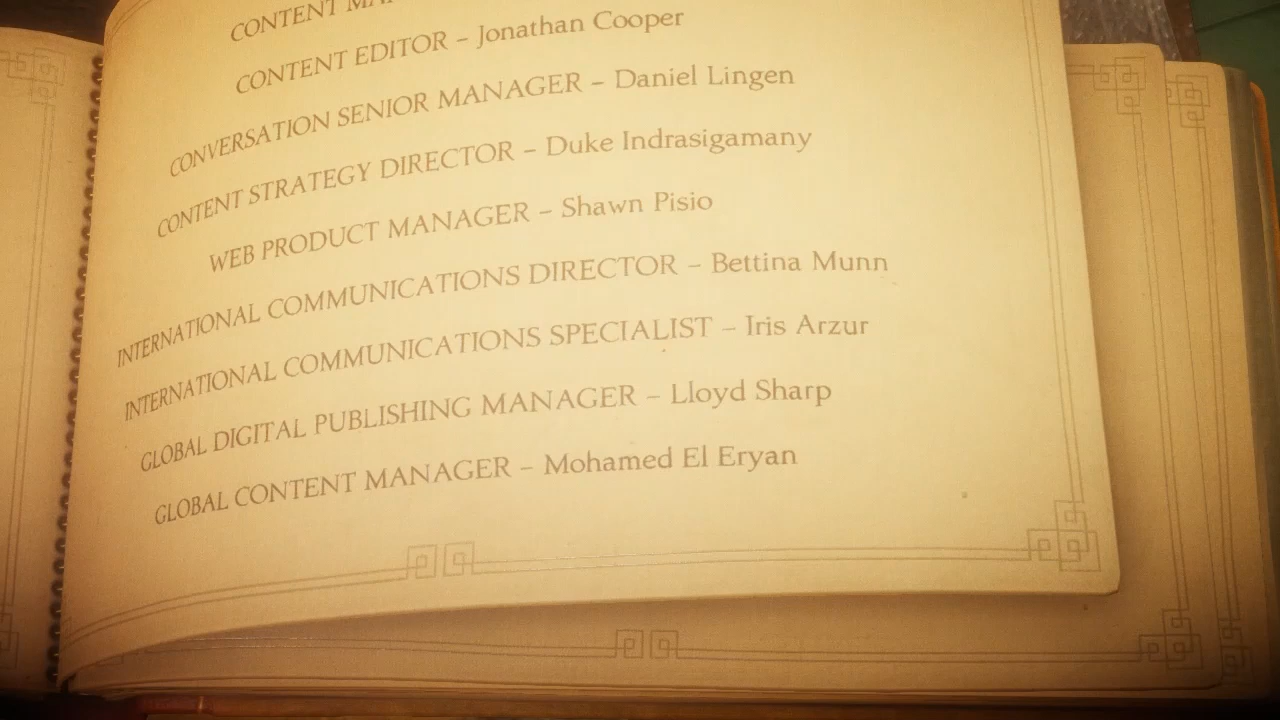 CONTENT
CONTENT EDITOR – Jonathan Cooper
CONVERSATION SENIOR MANAGER – Daniel Lingen
CONTENT STRATEGY DIRECTOR – Duke Indrasigamany
WEB PRODUCT MANAGER – Shawn Pisio
INTERNATIONAL COMMUNICATIONS DIRECTOR – Bettina Munn
INTERNATIONAL COMMUNICATIONS SPECIALIST – Iris Arzur
GLOBAL DIGITAL PUBLISHING MANAGER – Lloyd Sharp
GLOBAL CONTENT MANAGER – Mohamed El Eryan